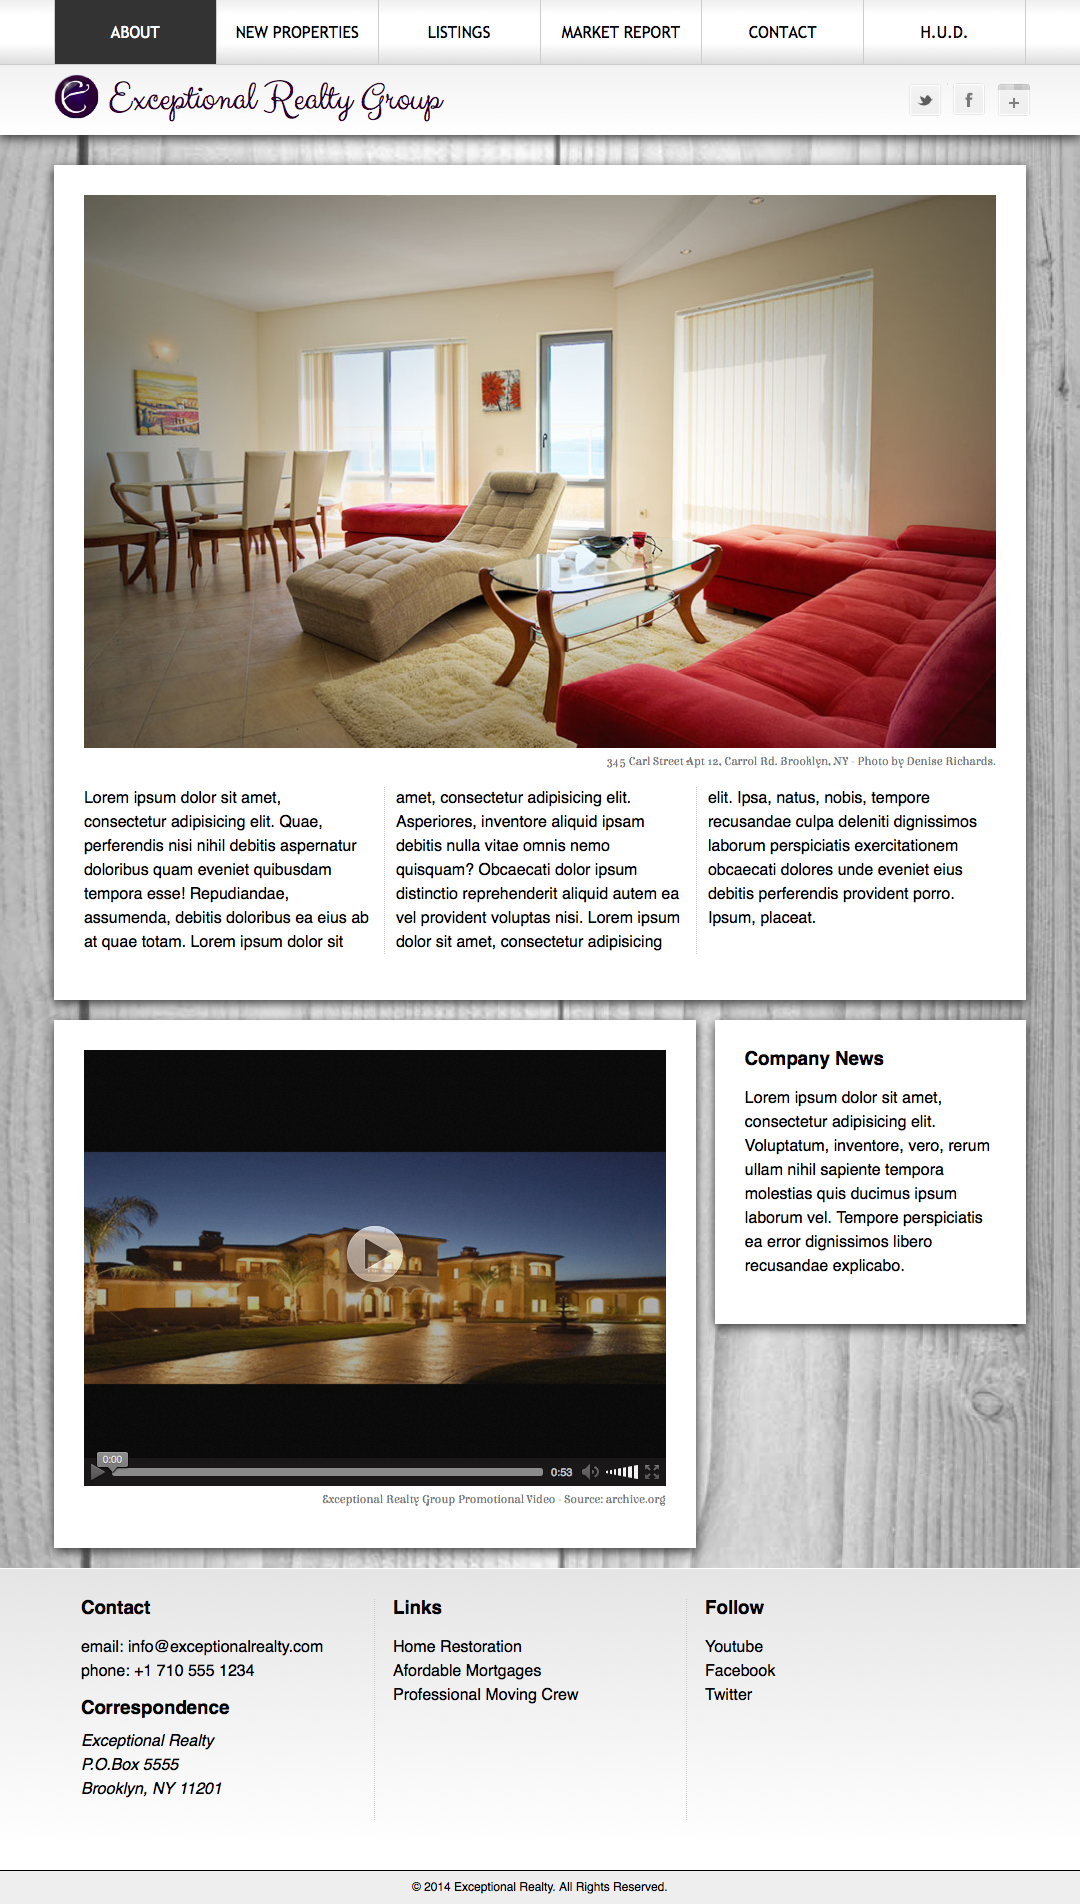 ABOUT
NEW PROPERTIES
LISTINGS
MARKET REPORT
CONTACT
H.U.D.
Exceptional Realty Group
345 Carl Street Apt 12, Carrol Rd. Brooklyn, NY - Photo by Denise Richards.
Lorem ipsum dolor sit amet,
consectetur adipisicing elit. Quae,
perferendis nisi nihil debitis aspernatur
doloribus quam eveniet quibusdam
tempora esse! Repudiandae,
assumenda, debitis doloribus ea eius ab
at quae totam. Lorem ipsum dolor sit
amet, consectetur adipisicing elit.
Asperiores, inventore aliquid ipsam
debitis nulla vitae omnis nemo
quisquam? Obcaecati dolor ipsum
distinctio reprehenderit aliquid autem ea
vel provident voluptas nisi. Lorem ipsum
dolor sit amet, consectetur adipisicing
elit. Ipsa, natus, nobis, tempore
recusandae culpa deleniti dignissimos
laborum perspiciatis exercitationem
obcaecati dolores unde eveniet eius
debitis perferendis provident porro.
Ipsum, placeat.
0:00
0:53
Exceptional Realty Group Promotional Video - Source: archive.org
Company News
Lorem ipsum dolor sit amet,
consectetur adipisicing elit.
Voluptatum, inventore, vero, rerum
ullam nihil sapiente tempora
molestias quis ducimus ipsum
laborum vel. Tempore perspiciatis
ea error dignissimos libero
recusandae explicabo.
Contact
email: info@exceptionalrealty.com
phone: +1 710 555 1234
Correspondence
Exceptional Realty
P.O.Box 5555
Brooklyn, NY 11201
Links
Home Restoration
Afordable Mortgages
Professional Moving Crew
Follow
Youtube
Facebook
Twitter
© 2014 Exceptional Realty. All Rights Reserved.